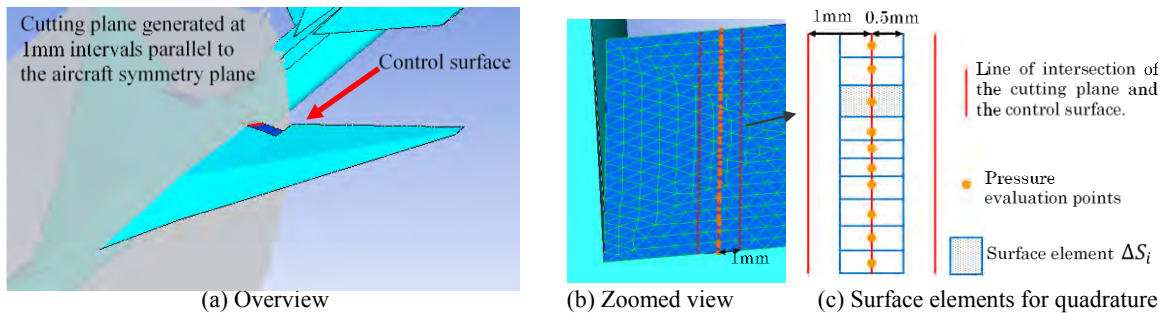 Cutting plane generated at
1mm intervals parallel to
the aircraft symmetry plane
Control surface
(a) Overview
1mm
(b) Zoomed view
1mm
0.5mm
Line of intersection of
the cutting plane and
the control surface.
Pressure
evaluation points
Surface element ΔSᵢ
(c) Surface elements for quadrature